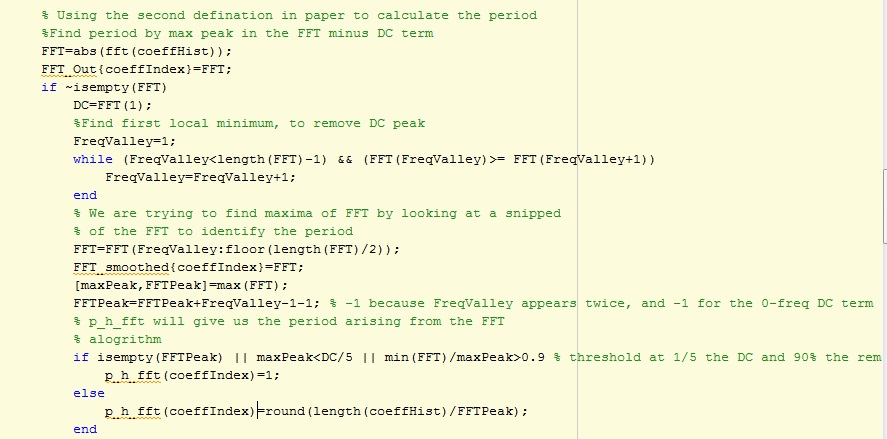 % Using the second defination in paper to calculate the period
%Find period by max peak in the FFT minus DC term
FFT=abs(fft(coeffHist));
FFT_Out{coeffIndex}=FFT;
if ~isempty(FFT)
DC=FFT(1);
%Find first local minimum, to remove DC peak
FreqValley=1;
while (FreqValley<length(FFT)-1) && (FFT(FreqValley)>= FFT(FreqValley+1))
FreqValley=FreqValley+1;
end
% We are trying to find maxima of FFT by looking at a snipped
% of the FFT to identify the period
FFT=FFT(FreqValley:floor(length(FFT)/2));
FFT_smoothed{coeffIndex}=FFT;
[maxPeak,FFTPeak]=max(FFT);
FFTPeak=FFTPeak+FreqValley-1-1; % -1 because FreqValley appears twice, and -1 for the 0-freq DC term
% p_h_fft will give us the period arising from the FFT
% alogrithm
if isempty(FFTPeak) || maxPeak<DC/5 || min(FFT)/maxPeak>0.9 % threshold at 1/5 the DC and 90% the rem
p_h_fft(coeffIndex)=1;
else
p_h_fft(coeffIndex)=round(length(coeffHist)/FFTPeak);
end